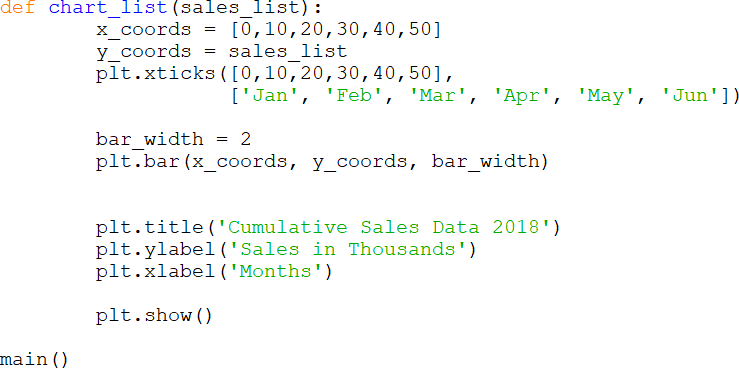 def chart_list(sales_list):
        x_coords = [0,10,20,30,40,50]
        y_coords = sales_list
        plt.xticks([0,10,20,30,40,50],
                   ['Jan', 'Feb', 'Mar', 'Apr', 'May', 'Jun'])
        bar_width = 2
        plt.bar(x_coords, y_coords, bar_width)
        plt.title('Cumulative Sales Data 2018')
        plt.ylabel('Sales in Thousands')
        plt.xlabel('Months')
        plt.show()
main()